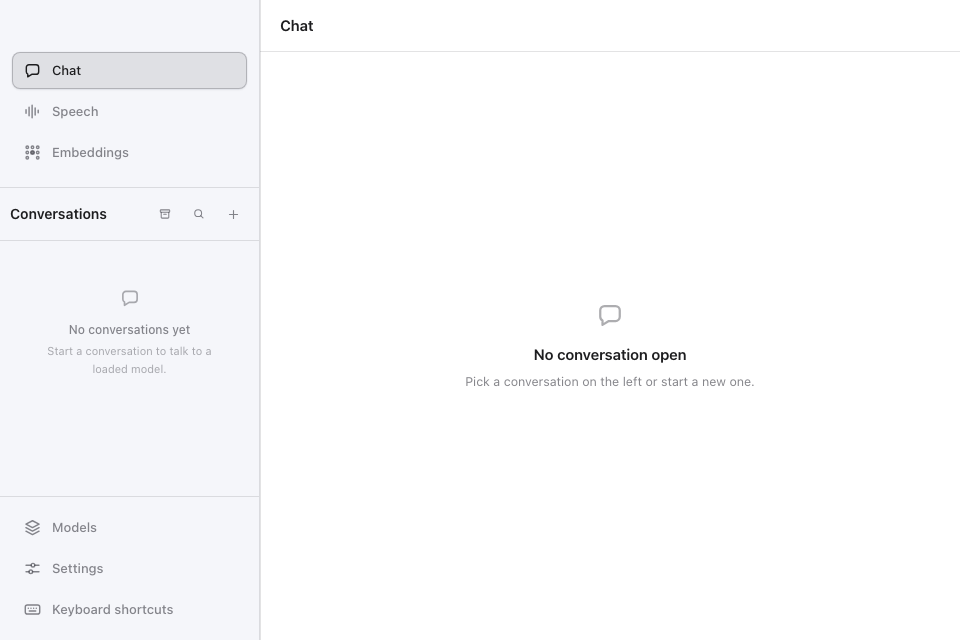 Chat
Speech
Embeddings
Conversations
No conversations yet
Start a conversation to talk to a
loaded model.
Models
Settings
Keyboard shortcuts
Chat
No conversation open
Pick a conversation on the left or start a new one.